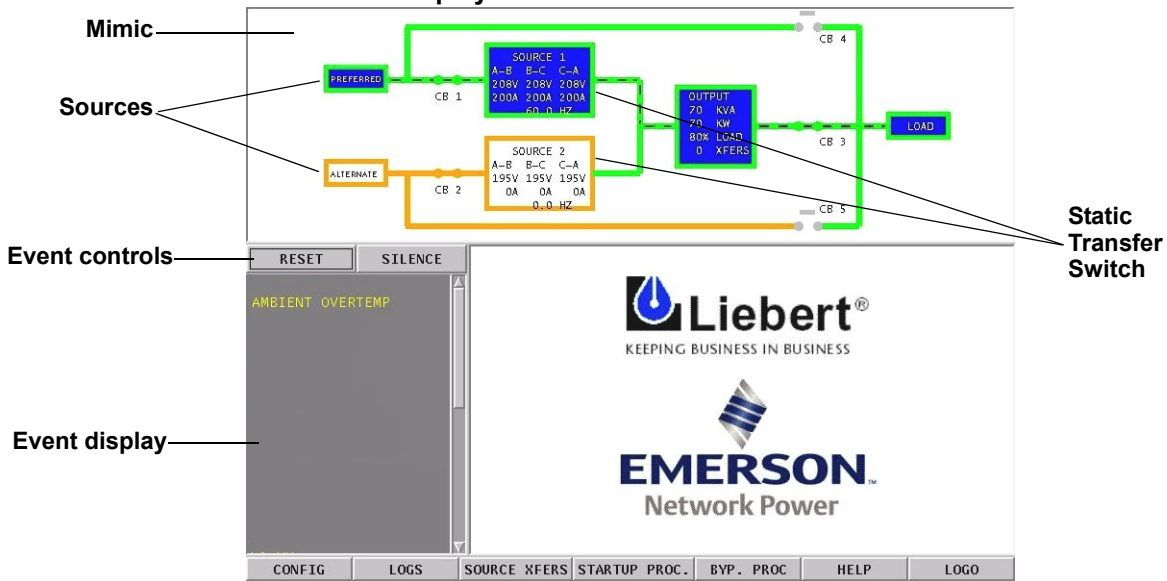 Mimic
CB 4
PREFERRED
SOURCE 1
A-B B-C C-A
208V 208V 208V
200A 200A 200A
60.0 HZ
CB 1
Sources
OUTPUT
70 KVA
70 KW
80% LOAD
0 XFERS
LOAD
CB 3
ALTERNATE
SOURCE 2
A-B B-C C-A
195V 195V 195V
0A 0A 0A
0.0 HZ
CB 2
CB 5
Static
Transfer
Switch
Event controls
RESET SILENCE
AMBIENT OVERTEMP
Liebert®
KEEPING BUSINESS IN BUSINESS
Event display
EMERSON™
Network Power
CONFIG LOGS SOURCE XFERS STARTUP PROC. BYP. PROC HELP LOGO